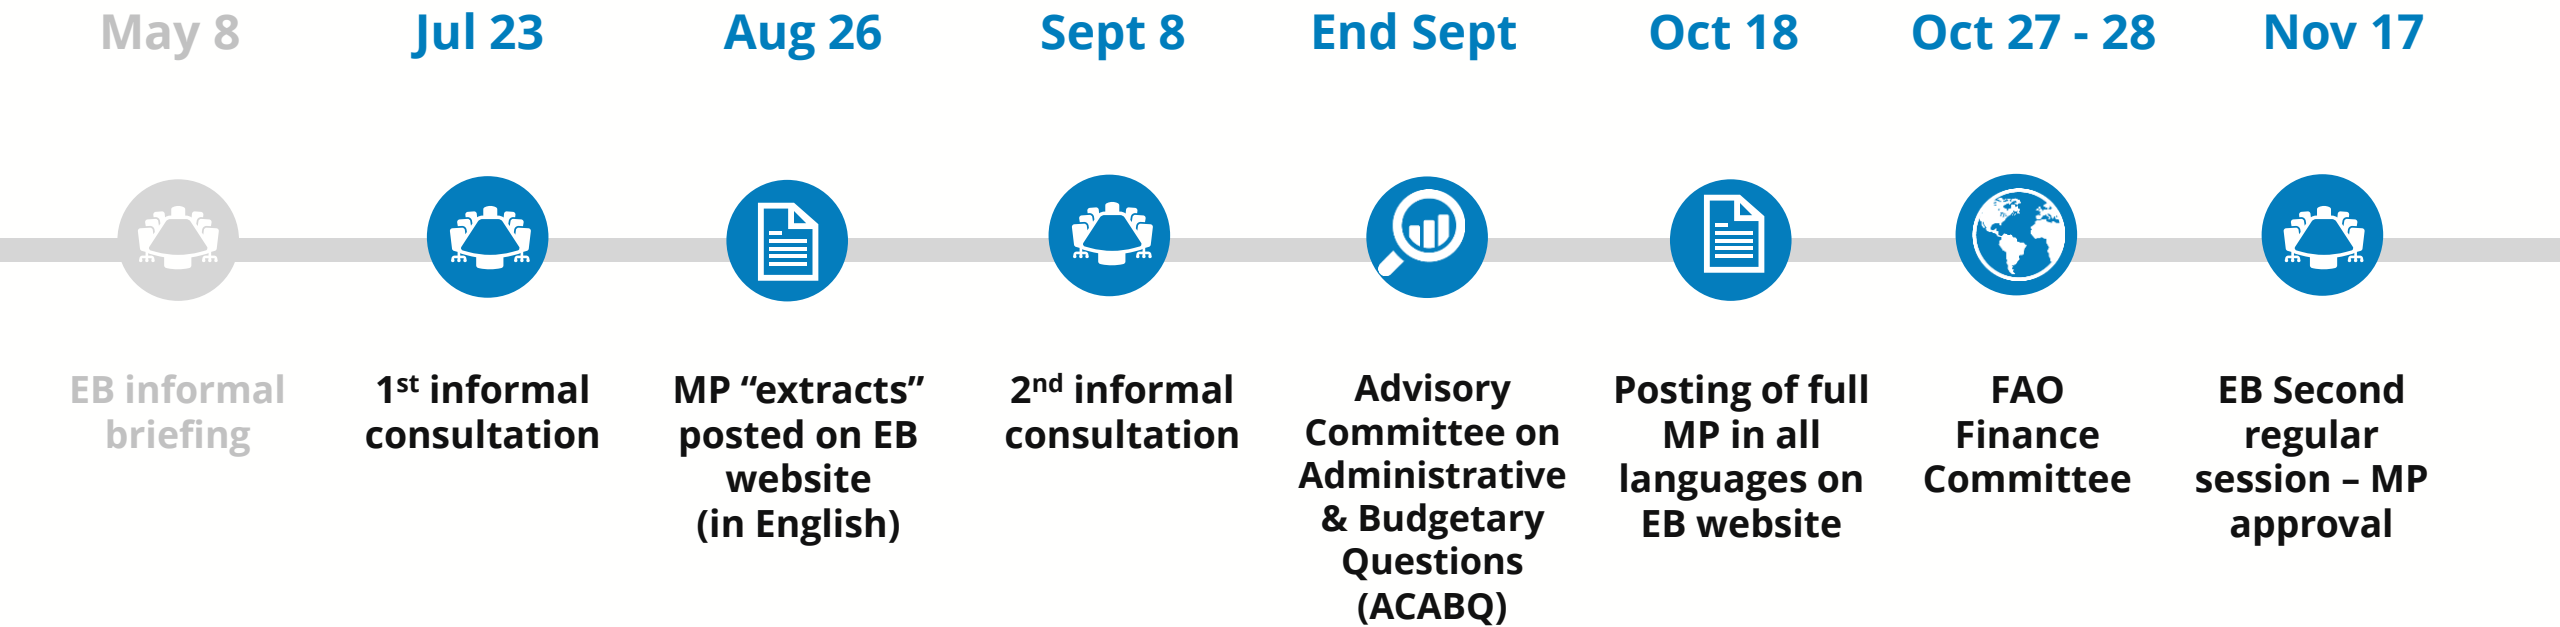 May 8
Jul 23
Aug 26
Sept 8
End Sept
Oct 18
Oct 27 - 28
Nov 17
EB informal
briefing
1st informal
consultation
MP “extracts”
posted on EB
website
(in English)
2nd informal
consultation
Advisory
Committee on
Administrative
& Budgetary
Questions
(ACABQ)
Posting of full
MP in all
languages on
EB website
FAO
Finance
Committee
EB Second
regular
session – MP
approval